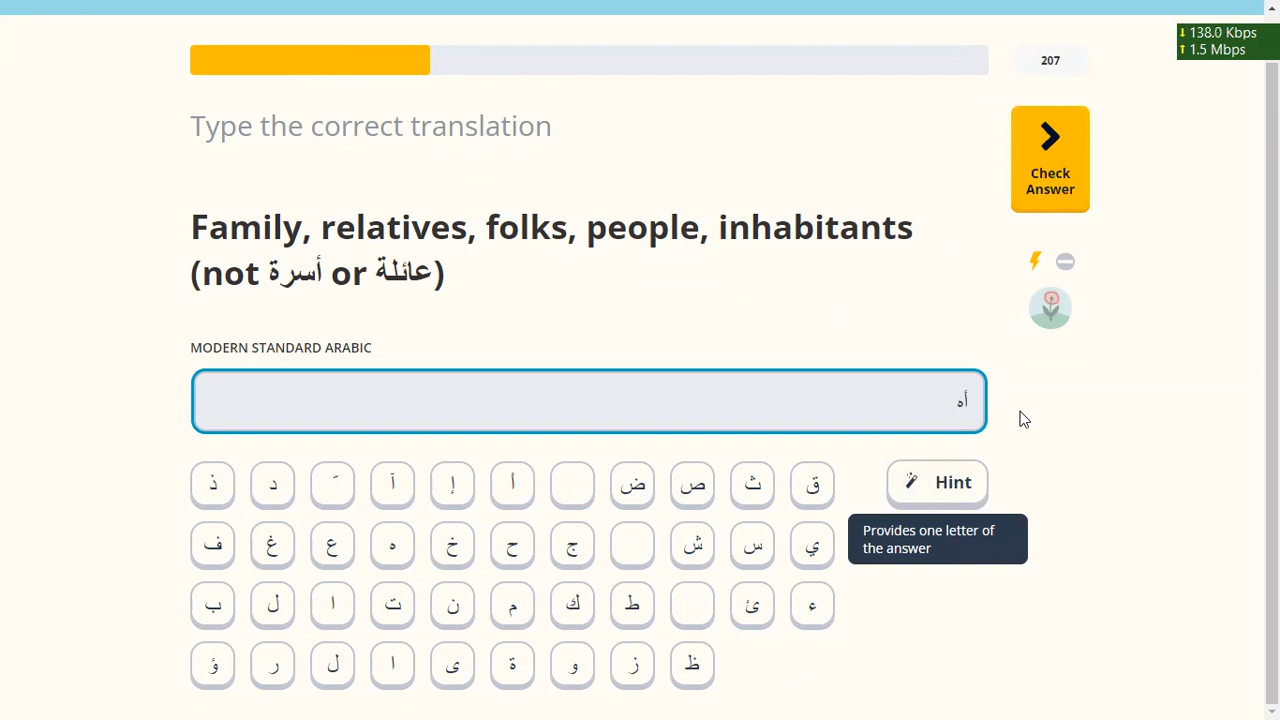 138.0 Kbps
1.5 Mbps
207
Type the correct translation
Check
Answer
Family, relatives, folks, people, inhabitants
(not أسرة or عائلة)
MODERN STANDARD ARABIC
أه
ذ د َ آ إ أ ض ص ث ق
Hint
Provides one letter of
the answer
ف غ ع ه خ ح ج ش س ي
ب ل ا ت ن م ك ط ئ ء
ؤ ر ل ا ى ة و ز ظ